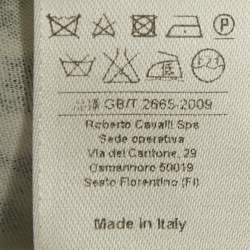 P
GB/T 2665-2009
Roberto Cavalli Spa
Sede operativa
Via del Cantone, 29
Osmannoro 50019
Sesto Fiorentino (FI)
Made in Italy